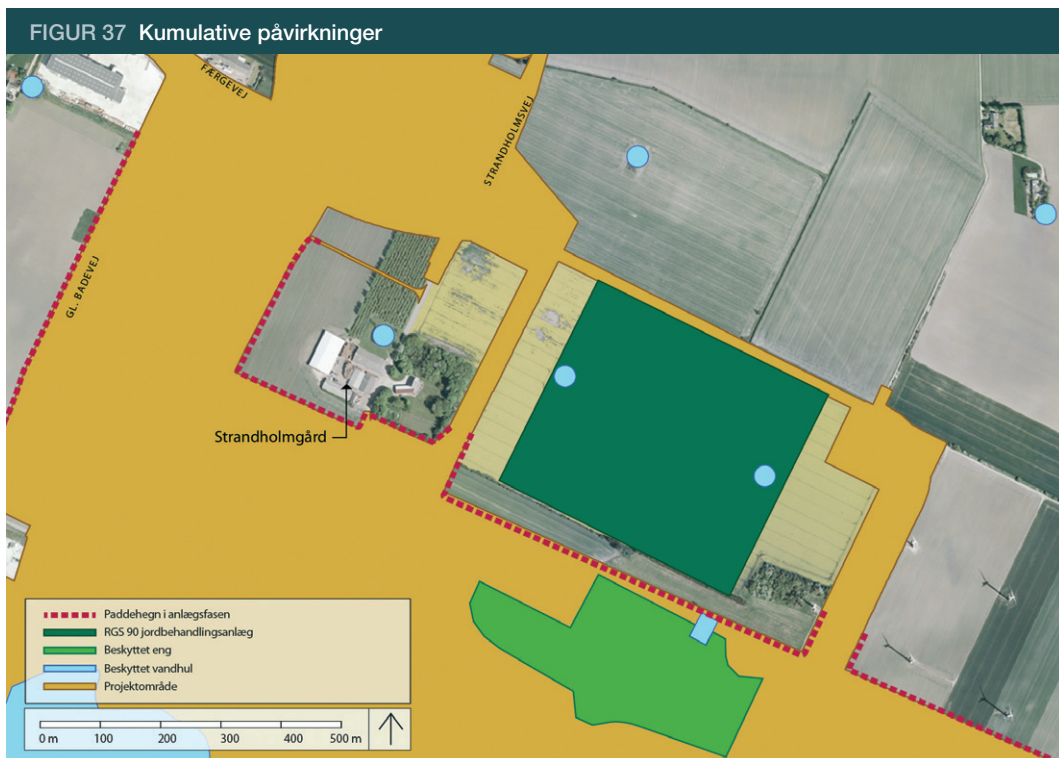 FIGUR 37 Kumulative påvirkninger
FÆRGEVEJ
STRANDHOLMSVEJ
GL. BADEVEJ
Strandholmgård
Paddehegn i anlægsfasen
RGS 90 jordbehandlingsanlæg
Beskyttet eng
Beskyttet vandhul
Projektområde
0 m 100 200 300 400 500 m